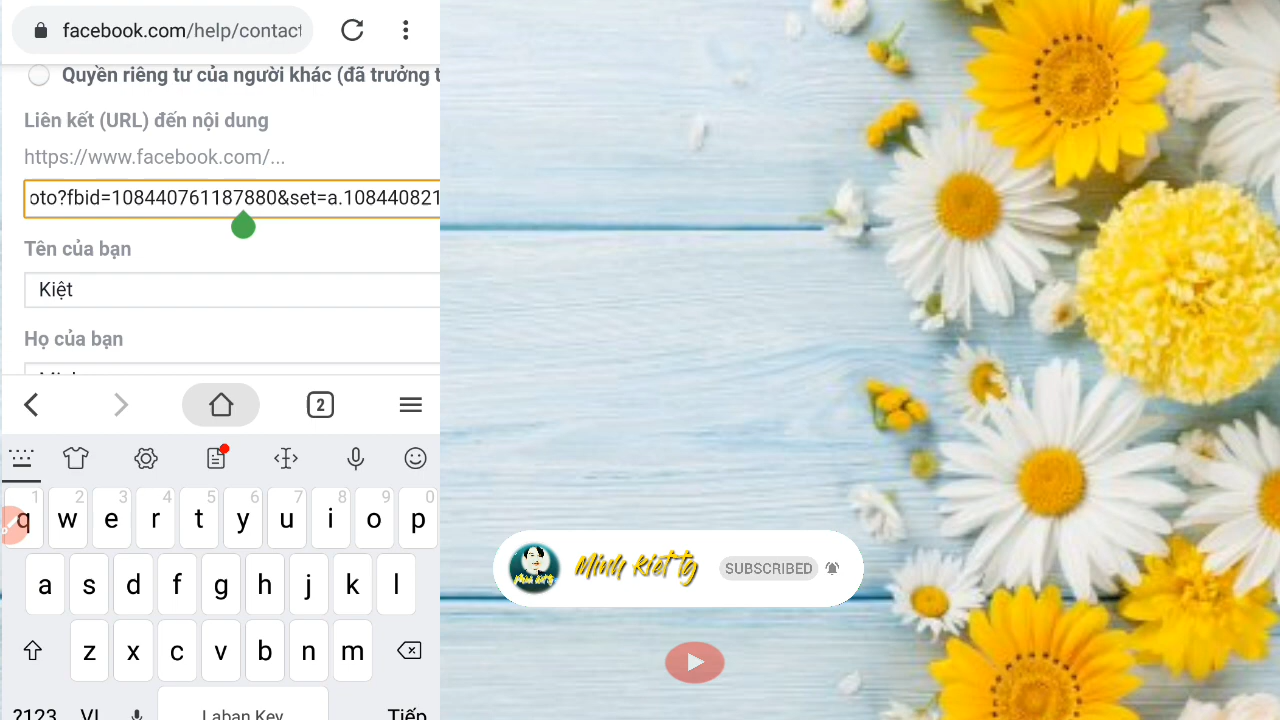 facebook.com/help/contact
Quyền riêng tư của người khác (đã trưởng t
Liên kết (URL) đến nội dung
https://www.facebook.com/...
oto?fbid=108440761187880&set=a.108440821
Tên của bạn
Kiệt
Họ của bạn
2
1 2 3 4 5 6 7 8 9 0
q w e r t y u i o p
a s d f g h j k l
z x c v b n m
?123 VI Laban Key Tiếp
Minh Kiet tg SUBSCRIBED